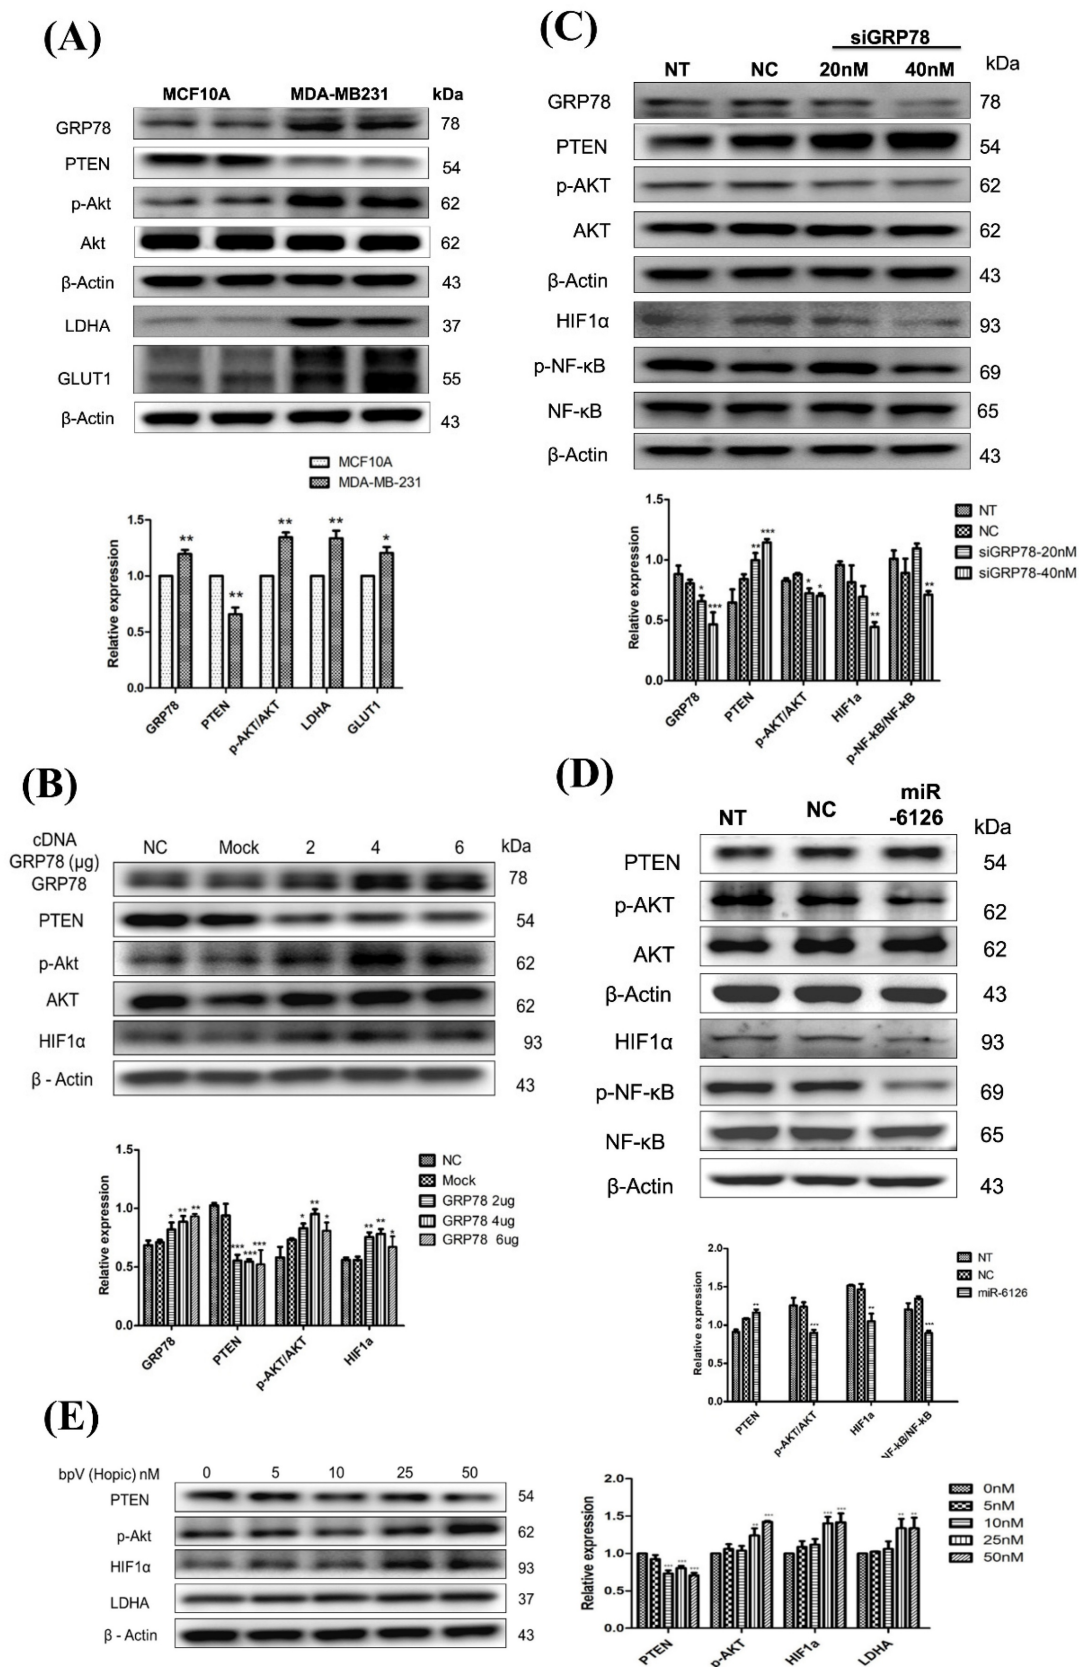 (A)
MCF10A MDA-MB231 kDa
GRP78 78
PTEN 54
p-Akt 62
Akt 62
β-Actin 43
LDHA 37
GLUT1 55
β-Actin 43
MCF10A
MDA-MB-231
Relative expression
1.5
1.0
0.5
0.0
GRP78 PTEN p-AKT/AKT LDHA GLUT1
** ** ** ** *
(B)
cDNA
GRP78 (µg) NC Mock 2 4 6 kDa
GRP78 78
PTEN 54
p-Akt 62
AKT 62
HIF1α 93
β - Actin 43
NC
Mock
GRP78 2ug
GRP78 4ug
GRP78 6ug
Relative expression
1.5
1.0
0.5
0.0
GRP78 PTEN p-AKT/AKT HIF1a
* ** ** *** *** *** * ** * ** ** *
(C)
siGRP78
NT NC 20nM 40nM kDa
GRP78 78
PTEN 54
p-AKT 62
AKT 62
β-Actin 43
HIF1α 93
p-NF-κB 69
NF-κB 65
β-Actin 43
NT
NC
siGRP78-20nM
siGRP78-40nM
Relative expression
1.5
1.0
0.5
0.0
GRP78 PTEN p-AKT/AKT HIF1a p-NF-kB/NF-kB
* *** ** *** * * ** **
(D)
NT NC miR
-6126
kDa
PTEN 54
p-AKT 62
AKT 62
β-Actin 43
HIF1α 93
p-NF-κB 69
NF-κB 65
β-Actin 43
NT
NC
miR-6126
Relative expression
2.0
1.5
1.0
0.5
0.0
PTEN p-AKT/AKT HIF1a NF-kB/NF-kB
** *** ** ***
(E)
bpV (Hopic) nM 0 5 10 25 50
PTEN 54
p-Akt 62
HIF1α 93
LDHA 37
β - Actin 43
0nM
5nM
10nM
25nM
50nM
Relative expression
2.0
1.5
1.0
0.5
0.0
PTEN p-AKT HIF1a LDHA
*** *** *** ** *** *** *** ** **